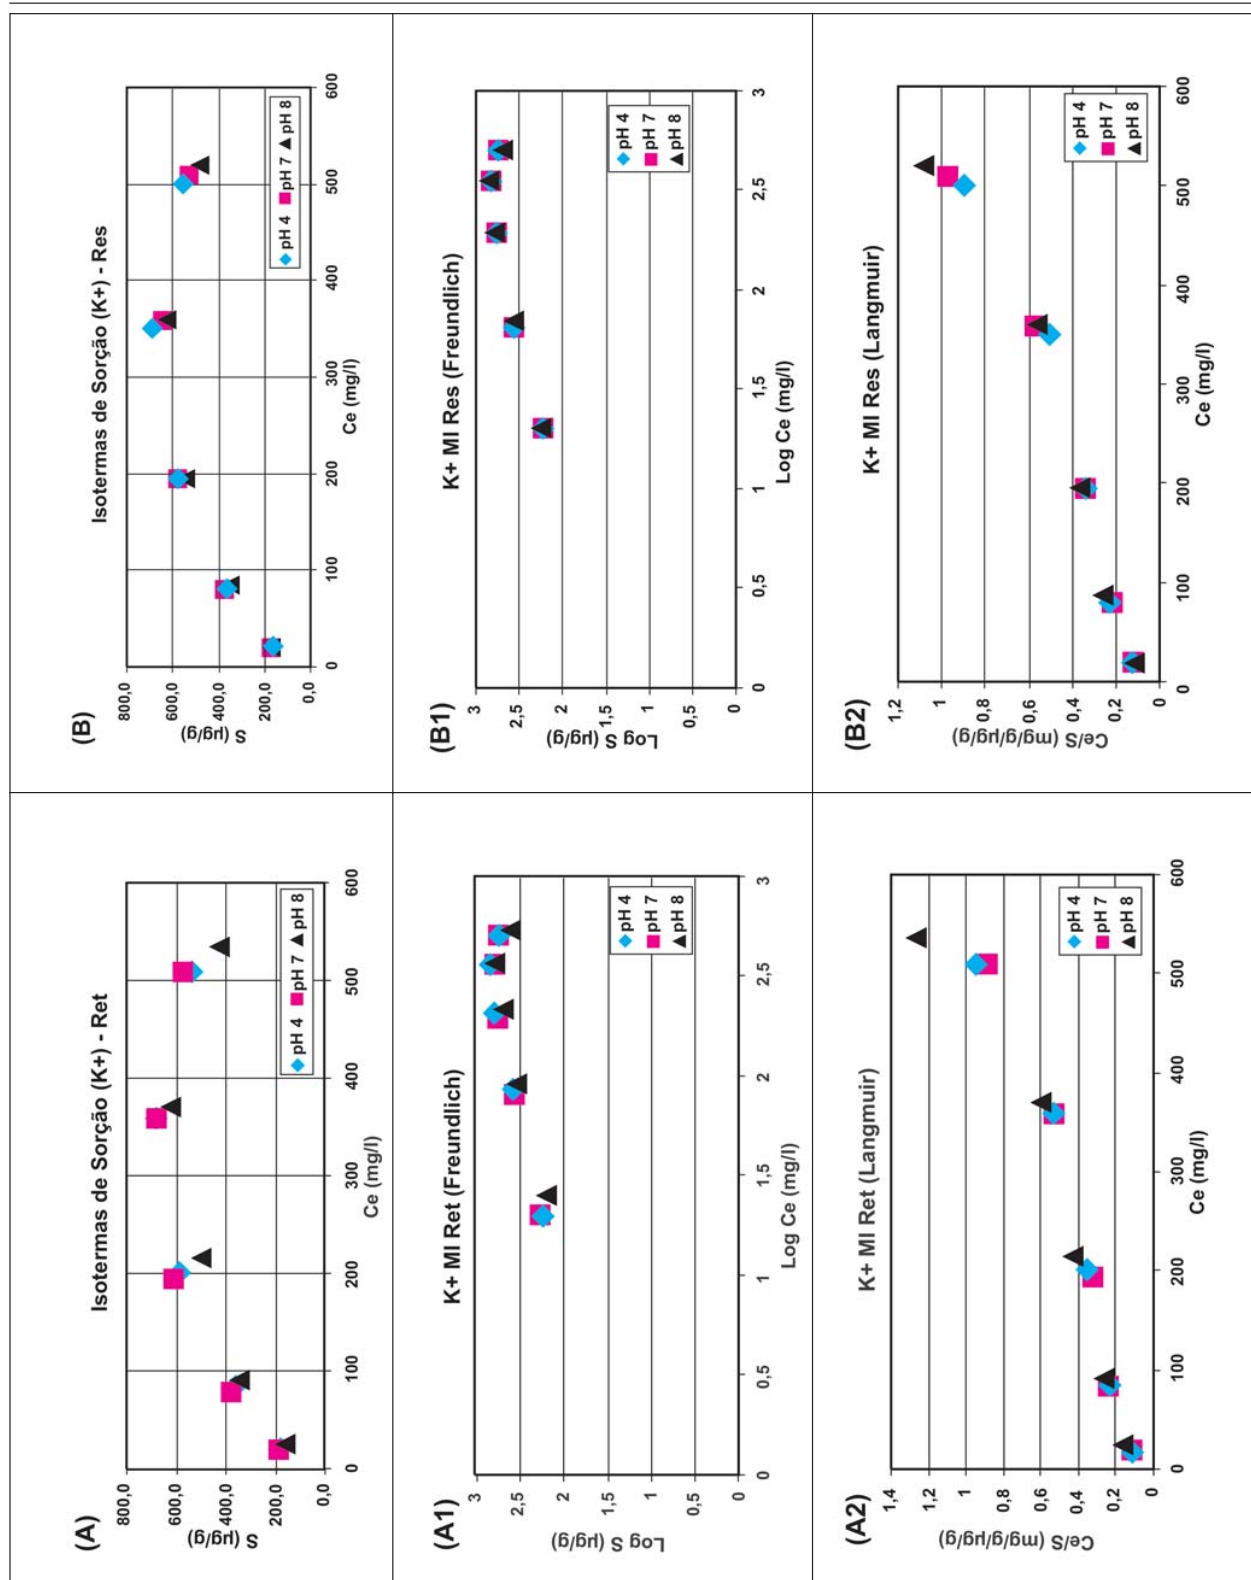 (A)
Isotermas de Sorção (K+) - Ret
S (µg/g)
800,0
600,0
400,0
200,0
0,0
pH 4 pH 7 pH 8
0 100 200 300 400 500 600
Ce (mg/l)
(B)
Isotermas de Sorção (K+) - Res
S (µg/g)
800,0
600,0
400,0
200,0
0,0
pH 4 pH 7 pH 8
0 100 200 300 400 500 600
Ce (mg/l)
(A1)
K+ MI Ret (Freundlich)
Log S (µg/g)
3
2,5
2
1,5
1
0,5
0
pH 4
pH 7
pH 8
0 0,5 1 1,5 2 2,5 3
Log Ce (mg/l)
(B1)
K+ MI Res (Freundlich)
Log S (µg/g)
3
2,5
2
1,5
1
0,5
0
pH 4
pH 7
pH 8
0 0,5 1 1,5 2 2,5 3
Log Ce (mg/l)
(A2)
K+ MI Ret (Langmuir)
Ce/S (mg/g/µg/g)
1,4
1,2
1
0,8
0,6
0,4
0,2
0
pH 4
pH 7
pH 8
0 100 200 300 400 500 600
Ce (mg/l)
(B2)
K+ MI Res (Langmuir)
Ce/S (mg/g/µg/g)
1,2
1
0,8
0,6
0,4
0,2
0
pH 4
pH 7
pH 8
0 100 200 300 400 500 600
Ce (mg/l)